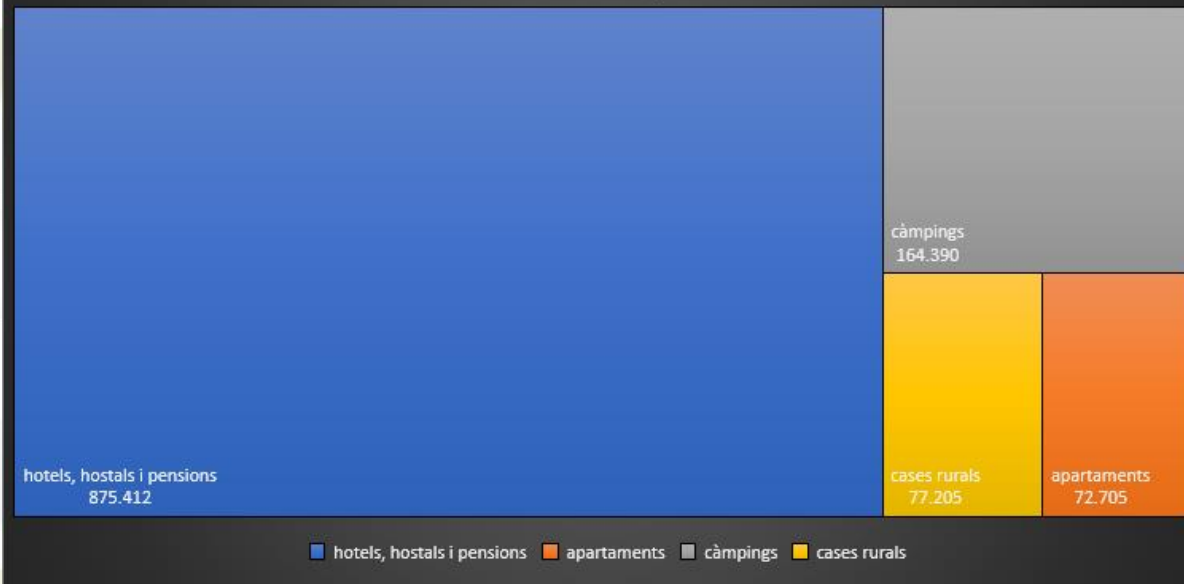 càmpings
164.390
hotels, hostals i pensions
875.412
cases rurals
77.205
apartaments
72.705
hotels, hostals i pensions apartaments càmpings cases rurals